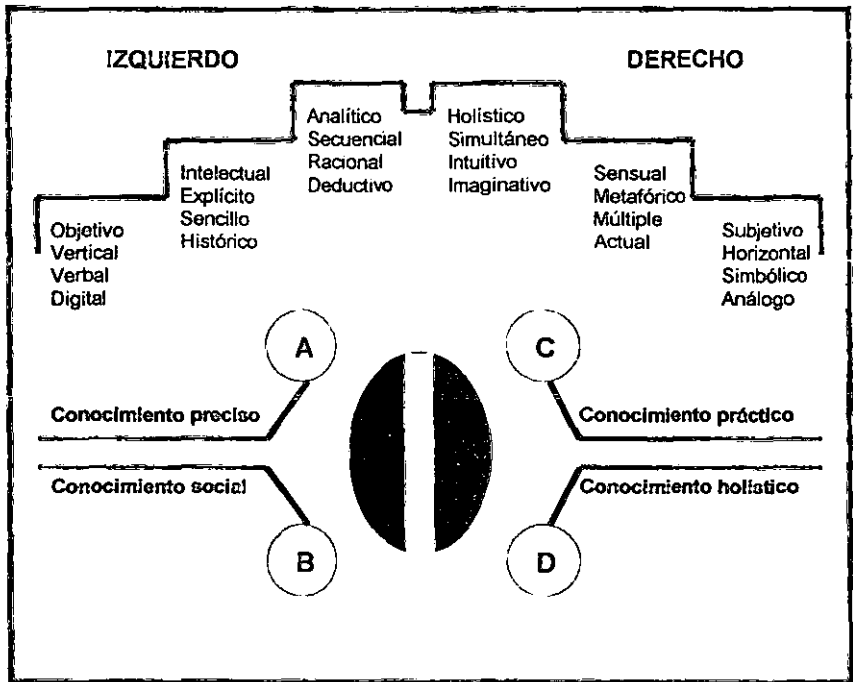 IZQUIERDO
DERECHO
Analítico
Secuencial
Racional
Deductivo
Holístico
Simultáneo
Intuitivo
Imaginativo
Intelectual
Explícito
Sencillo
Histórico
Sensual
Metafórico
Múltiple
Actual
Objetivo
Vertical
Verbal
Digital
Subjetivo
Horizontal
Simbólico
Análogo
A
C
Conocimiento preciso
Conocimiento práctico
Conocimiento social
Conocimiento holístico
B
D